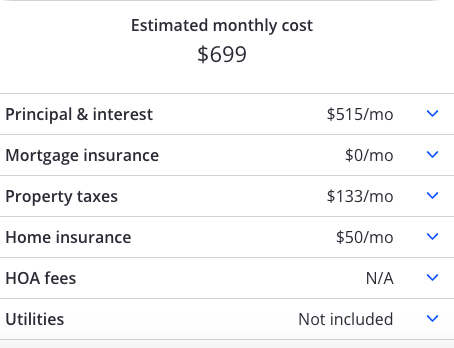 Estimated monthly cost
$699
Principal & interest $515/mo
Mortgage insurance $0/mo
Property taxes $133/mo
Home insurance $50/mo
HOA fees N/A
Utilities Not included